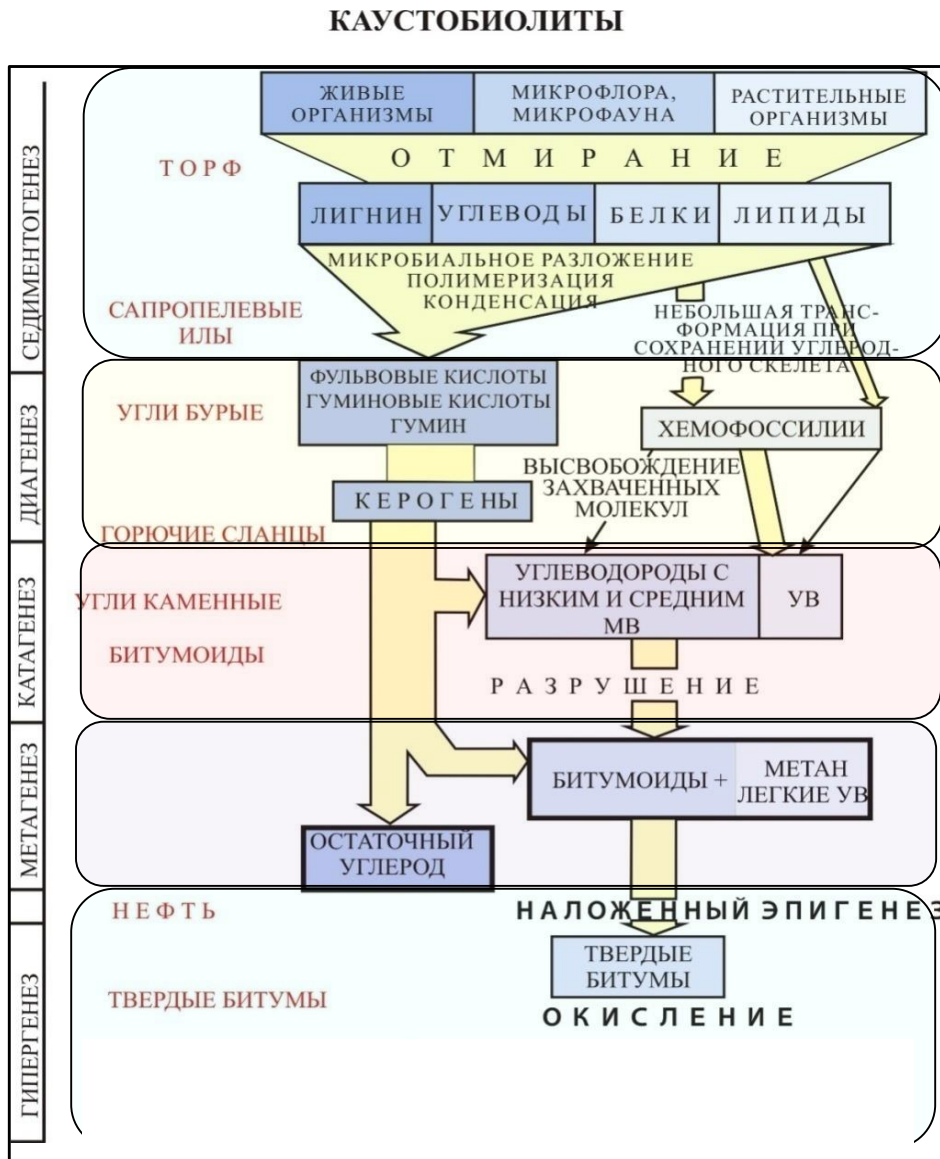 КАУСТОБИОЛИТЫ
СЕДИМЕНТОГЕНЕЗ
ТОРФ
САПРОПЕЛЕВЫЕ
ИЛЫ
ЖИВЫЕ
ОРГАНИЗМЫ
МИКРОФЛОРА,
МИКРОФАУНА
РАСТИТЕЛЬНЫЕ
ОРГАНИЗМЫ
ОТМИРАНИЕ
ЛИГНИН
УГЛЕВОДЫ
БЕЛКИ
ЛИПИДЫ
МИКРОБИАЛЬНОЕ РАЗЛОЖЕНИЕ
ПОЛИМЕРИЗАЦИЯ
КОНДЕНСАЦИЯ
НЕБОЛЬШАЯ ТРАНС-
ФОРМАЦИЯ ПРИ
СОХРАНЕНИИ УГЛЕРОД-
НОГО СКЕЛЕТА
ДИАГЕНЕЗ
УГЛИ БУРЫЕ
ГОРЮЧИЕ СЛАНЦЫ
ФУЛЬВОВЫЕ КИСЛОТЫ
ГУМИНОВЫЕ КИСЛОТЫ
ГУМИН
ХЕМОФОССИЛИИ
КЕРОГЕНЫ
ВЫСВОБОЖДЕНИЕ
ЗАХВАЧЕННЫХ
МОЛЕКУЛ
КАТАГЕНЕЗ
УГЛИ КАМЕННЫЕ
БИТУМОИДЫ
УГЛЕВОДОРОДЫ С
НИЗКИМ И СРЕДНИМ
МВ
УВ
РАЗРУШЕНИЕ
МЕТАГЕНЕЗ
БИТУМОИДЫ +
МЕТАН
ЛЕГКИЕ УВ
ОСТАТОЧНЫЙ
УГЛЕРОД
ГИПЕРГЕНЕЗ
НЕФТЬ
НАЛОЖЕННЫЙ ЭПИГЕНЕЗ
ТВЕРДЫЕ
БИТУМЫ
ТВЕРДЫЕ БИТУМЫ
ОКИСЛЕНИЕ